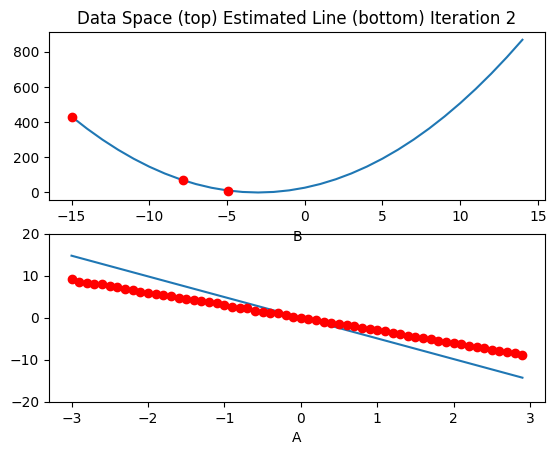 Data Space (top) Estimated Line (bottom) Iteration 2
800
600
400
200
0
−15 −10 −5 0 5 10 15
B
20
10
0
−10
−20
−3 −2 −1 0 1 2 3
A